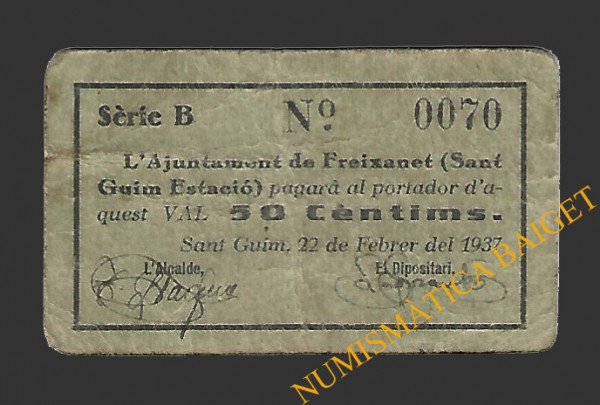 Sèrie B Nº 0070
L'Ajuntament de Freixanet (Sant
Guim Estació) pagarà al portador d'a-
quest VAL 50 Cèntims.
Sant Guim, 22 de Febrer del 1937
L'Alcalde, El Dipositari,
NUMISMATICA BAIGET